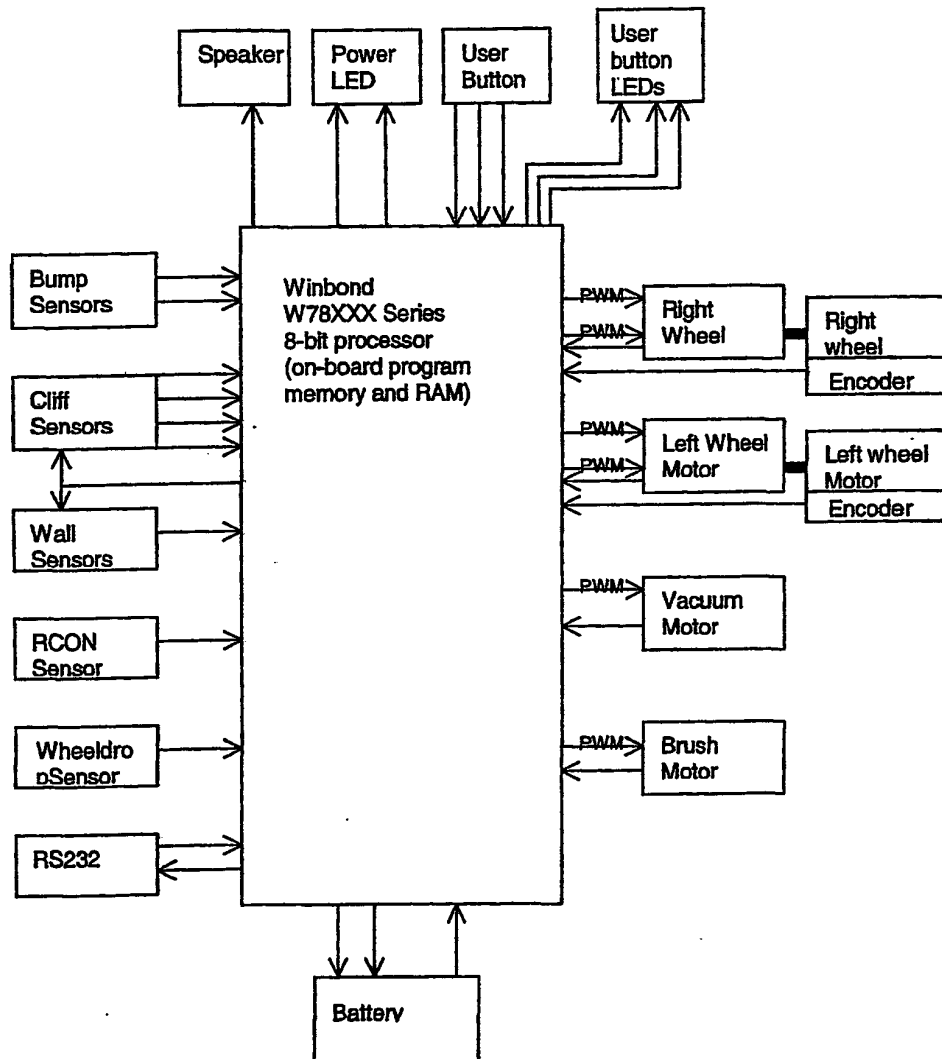 Speaker
Power
LED
User
Button
User
button
LEDs
Bump
Sensors
Cliff
Sensors
Wall
Sensors
RCON
Sensor
Wheeldro
pSensor
RS232
Winbond
W78XXX Series
8-bit processor
(on-board program
memory and RAM)
PWM
PWM
Right
Wheel
Right
wheel
Encoder
PWM
PWM
Left Wheel
Motor
Left wheel
Motor
Encoder
PWM
Vacuum
Motor
PWM
Brush
Motor
Battery